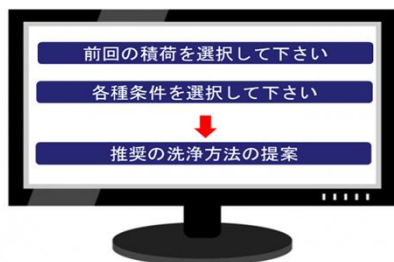 前回の積荷を選択して下さい
各種条件を選択して下さい
推奨の洗浄方法の提案